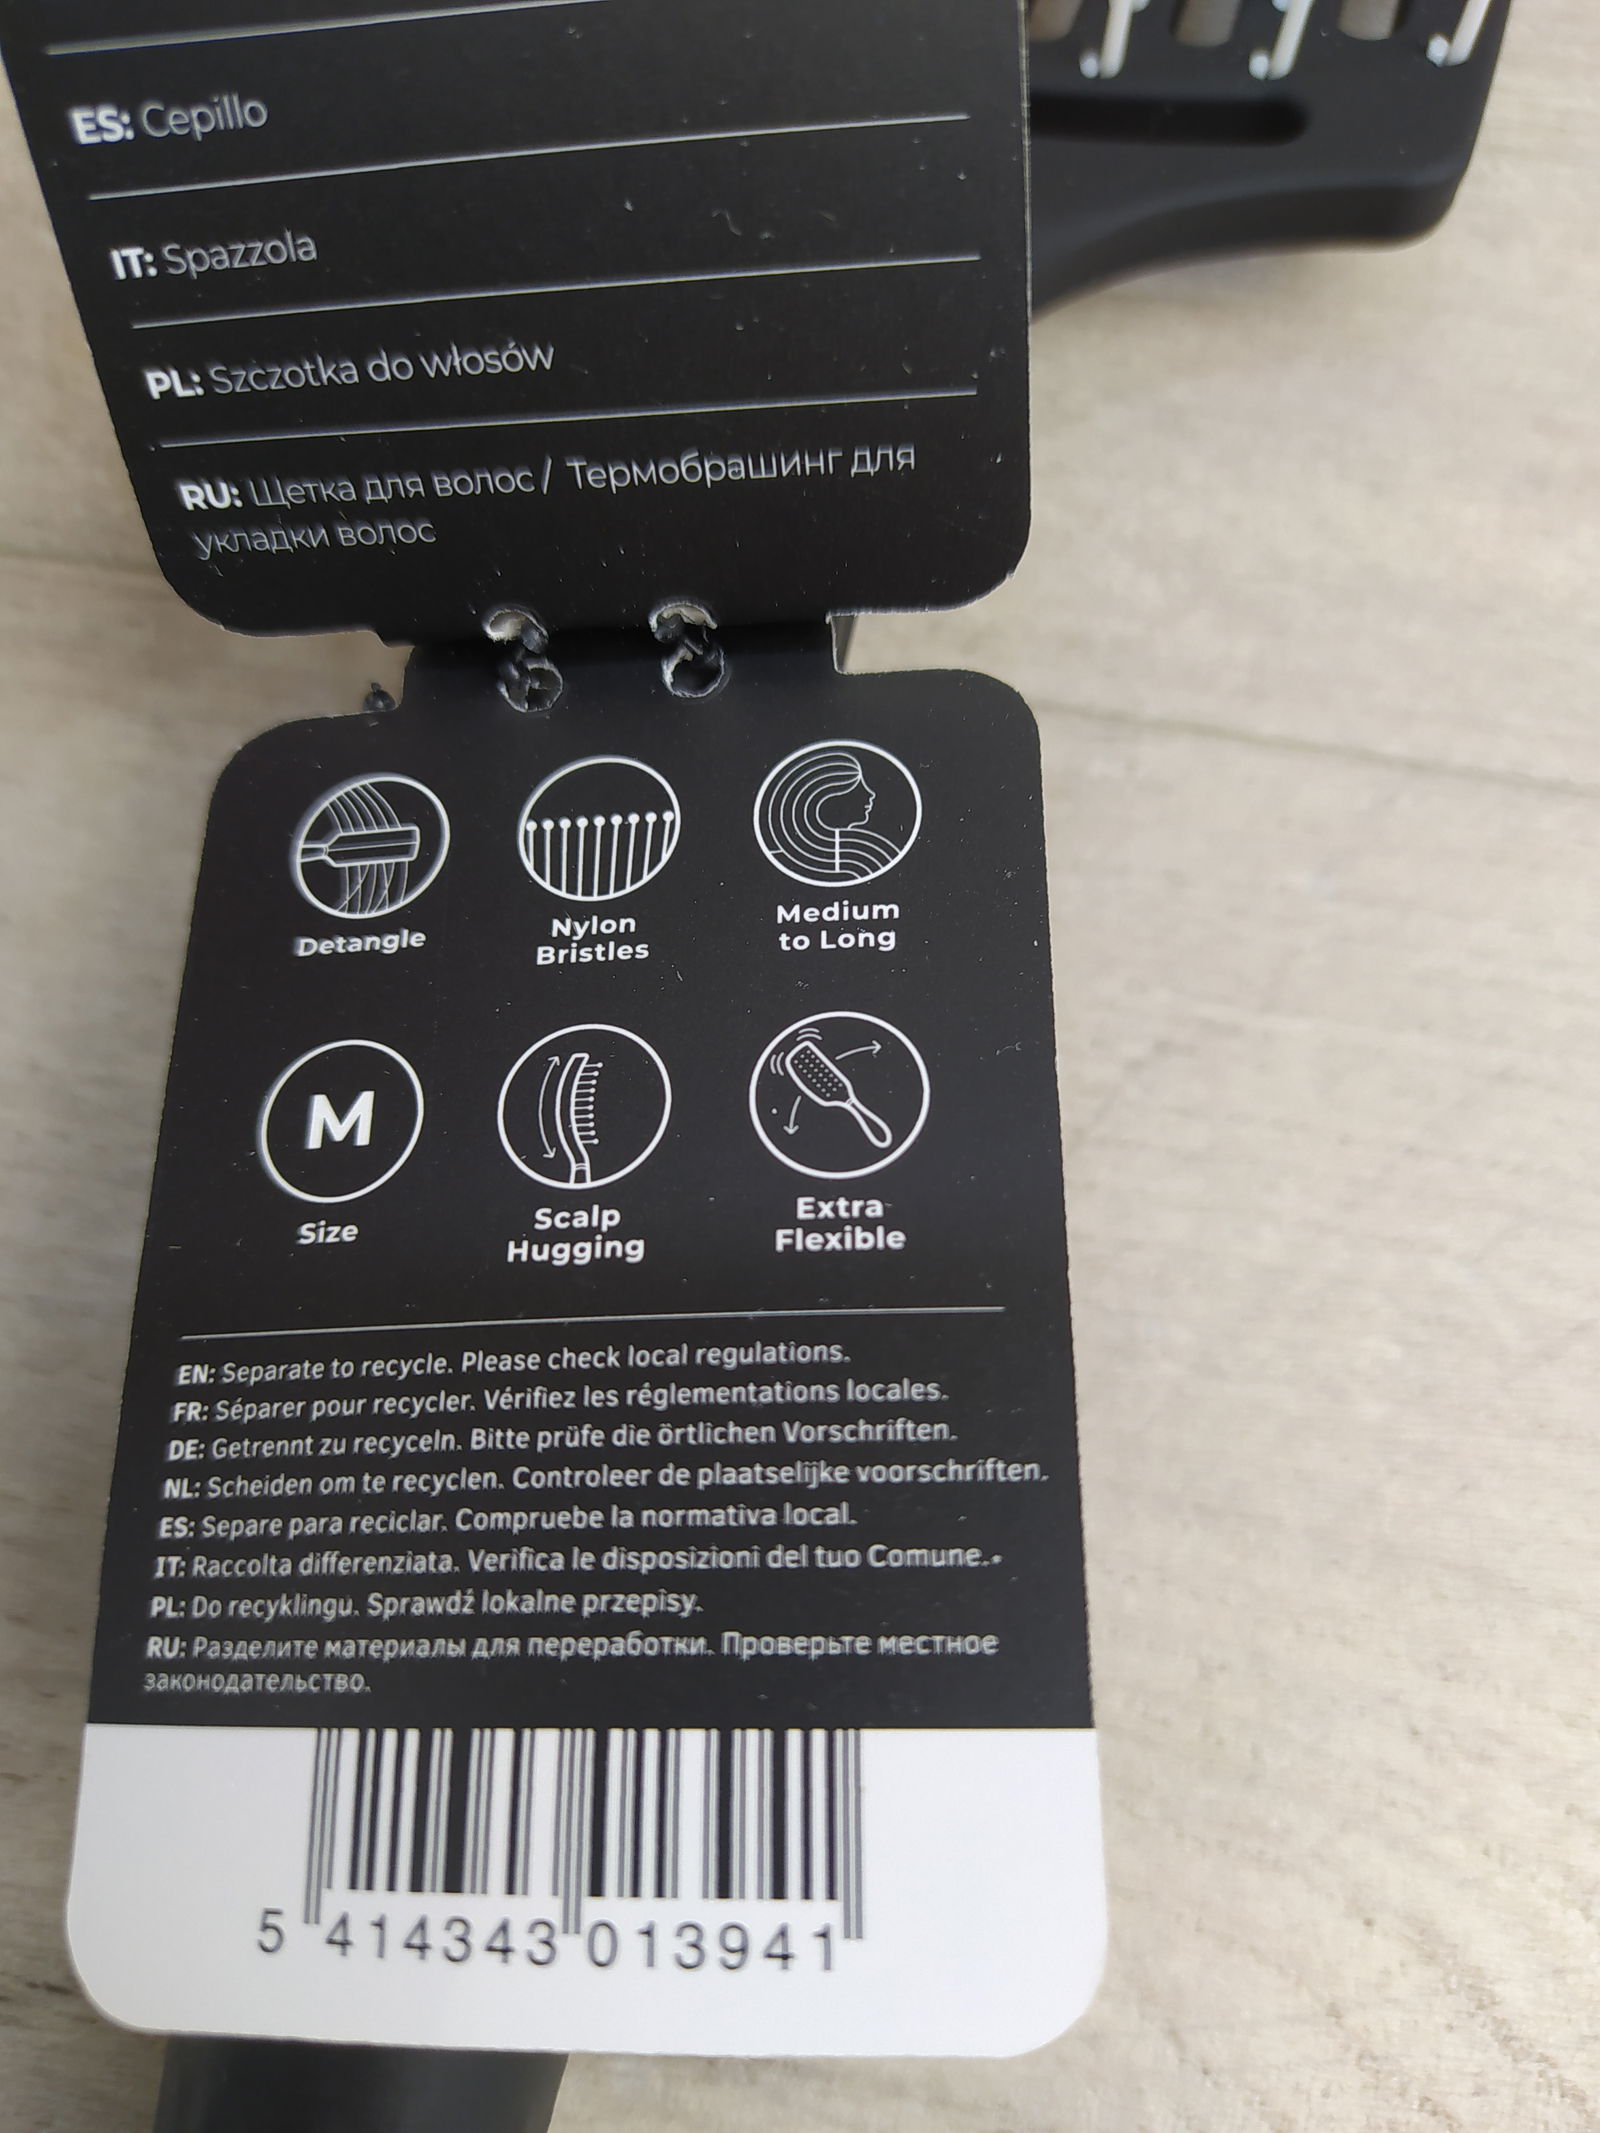 ES: Cepillo
IT: Spazzola
PL: Szczotka do włosów
RU: Щетка для волос / Термобрашинг для
укладки волос
Detangle
Nylon
Bristles
Medium
to Long
M
Size
Scalp
Hugging
Extra
Flexible
EN: Separate to recycle. Please check local regulations.
FR: Séparer pour recycler. Vérifiez les réglementations locales.
DE: Getrennt zu recyceln. Bitte prüfe die örtlichen Vorschriften.
NL: Scheiden om te recyclen. Controleer de plaatselijke voorschriften.
ES: Separe para reciclar. Compruebe la normativa local.
IT: Raccolta differenziata. Verifica le disposizioni del tuo Comune.
PL: Do recyklingu. Sprawdź lokalne przepisy.
RU: Разделите материалы для переработки. Проверьте местное
законодательство.
5 414343 013941